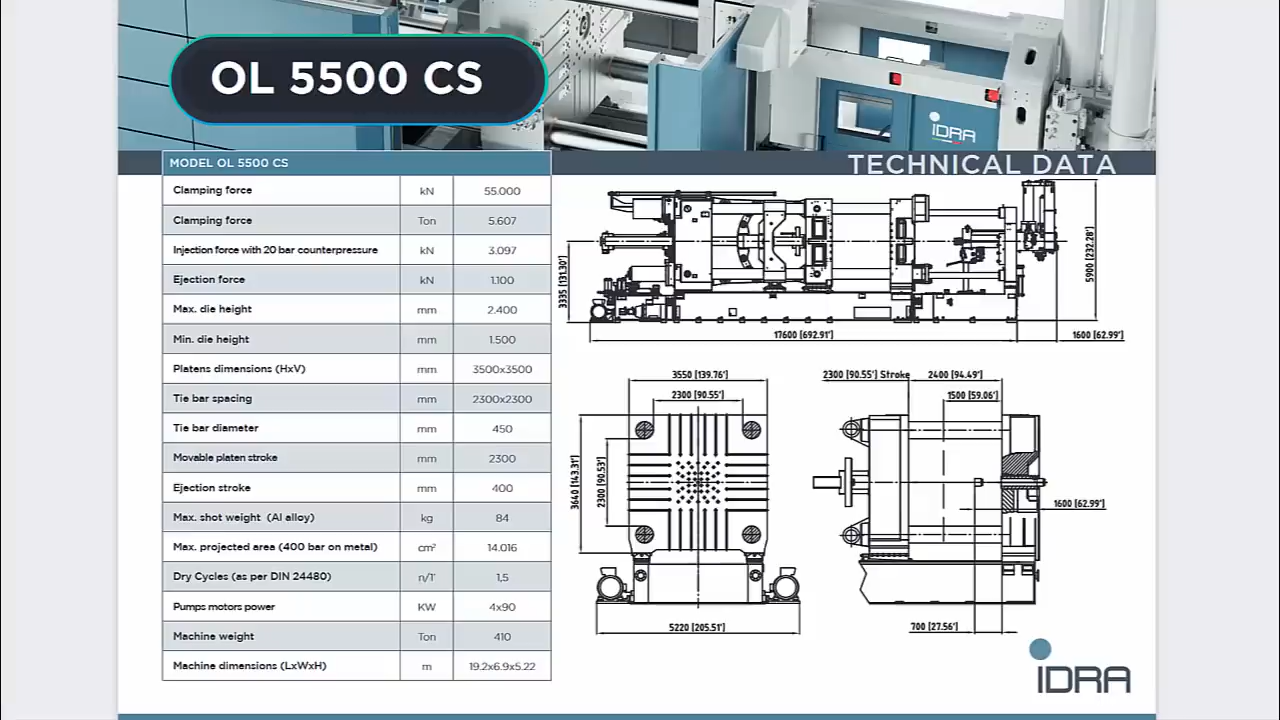 OL 5500 CS
IDRA
TECHNICAL DATA
MODEL OL 5500 CS
Clamping force kN 55.000
Clamping force Ton 5.607
Injection force with 20 bar counterpressure kN 3.097
Ejection force kN 1.100
Max. die height mm 2.400
Min. die height mm 1.500
Platens dimensions (HxV) mm 3500x3500
Tie bar spacing mm 2300x2300
Tie bar diameter mm 450
Movable platen stroke mm 2300
Ejection stroke mm 400
Max. shot weight (Al alloy) kg 84
Max. projected area (400 bar on metal) cm² 14.016
Dry Cycles (as per DIN 24480) n/1' 1,5
Pumps motors power KW 4x90
Machine weight Ton 410
Machine dimensions (LxWxH) m 19.2x6.9x5.22
3335 [131.30']
5900 [232.28']
17600 [692.91']
1600 [62.99']
3550 [139.76']
2300 [90.55']
3640 [143.31']
2300 [90.53']
5220 [205.51']
2300 [90.55'] Stroke
2400 [94.49']
1500 [59.06']
1600 [62.99']
700 [27.56']
IDRA